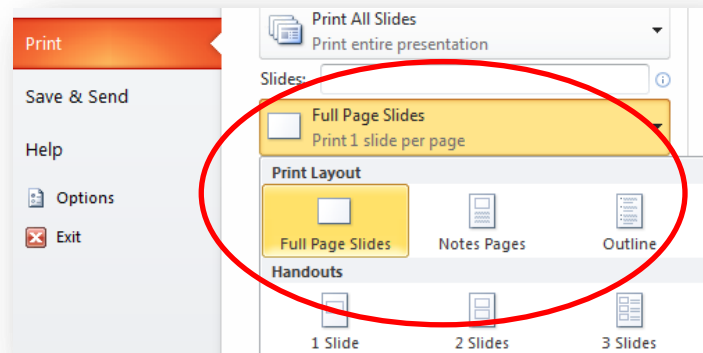 Print
Save & Send
Help
Options
Exit
Print All Slides
Print entire presentation
Slides:
Full Page Slides
Print 1 slide per page
Print Layout
Full Page Slides
Notes Pages
Outline
Handouts
1 Slide
2 Slides
3 Slides